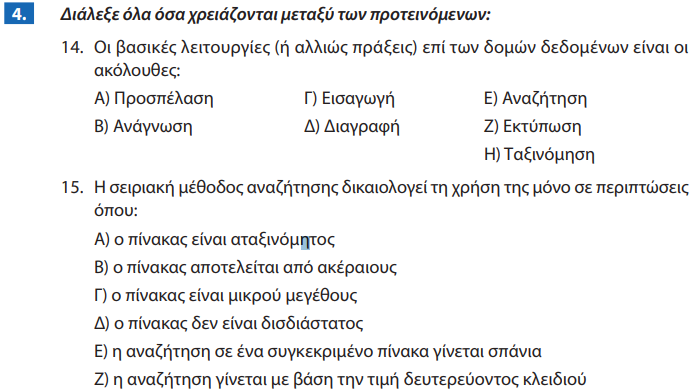 4. Διάλεξε όλα όσα χρειάζονται μεταξύ των προτεινόμενων:
14. Οι βασικές λειτουργίες (ή αλλιώς πράξεις) επί των δομών δεδομένων είναι οι
ακόλουθες:
Α) Προσπέλαση Γ) Εισαγωγή Ε) Αναζήτηση
Β) Ανάγνωση Δ) Διαγραφή Ζ) Εκτύπωση
Η) Ταξινόμηση
15. Η σειριακή μέθοδος αναζήτησης δικαιολογεί τη χρήση της μόνο σε περιπτώσεις
όπου:
Α) ο πίνακας είναι αταξινόμητος
Β) ο πίνακας αποτελείται από ακέραιους
Γ) ο πίνακας είναι μικρού μεγέθους
Δ) ο πίνακας δεν είναι δισδιάστατος
Ε) η αναζήτηση σε ένα συγκεκριμένο πίνακα γίνεται σπάνια
Ζ) η αναζήτηση γίνεται με βάση την τιμή δευτερεύοντος κλειδιού